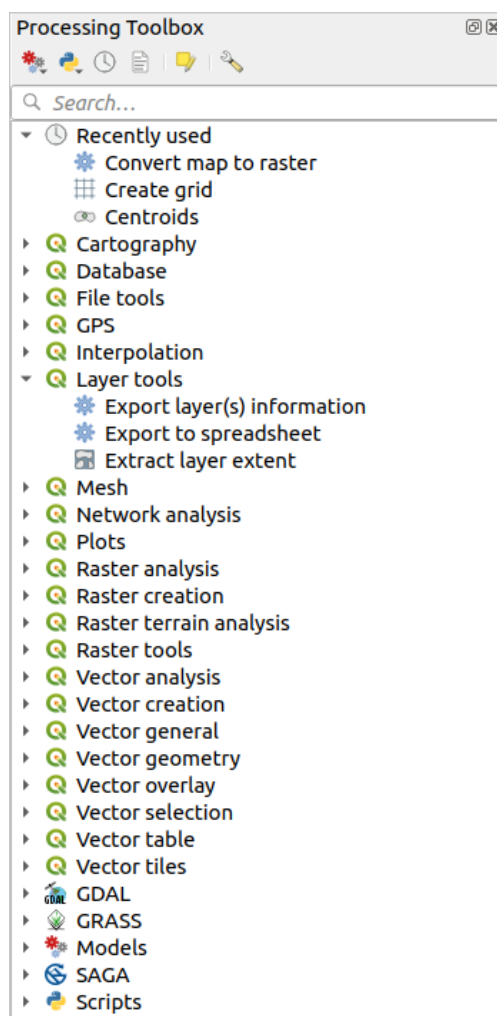 Processing Toolbox
Search...
Recently used
Convert map to raster
Create grid
Centroids
Cartography
Database
File tools
GPS
Interpolation
Layer tools
Export layer(s) information
Export to spreadsheet
Extract layer extent
Mesh
Network analysis
Plots
Raster analysis
Raster creation
Raster terrain analysis
Raster tools
Vector analysis
Vector creation
Vector general
Vector geometry
Vector overlay
Vector selection
Vector table
Vector tiles
GDAL GDAL
GRASS
Models
SAGA
Scripts